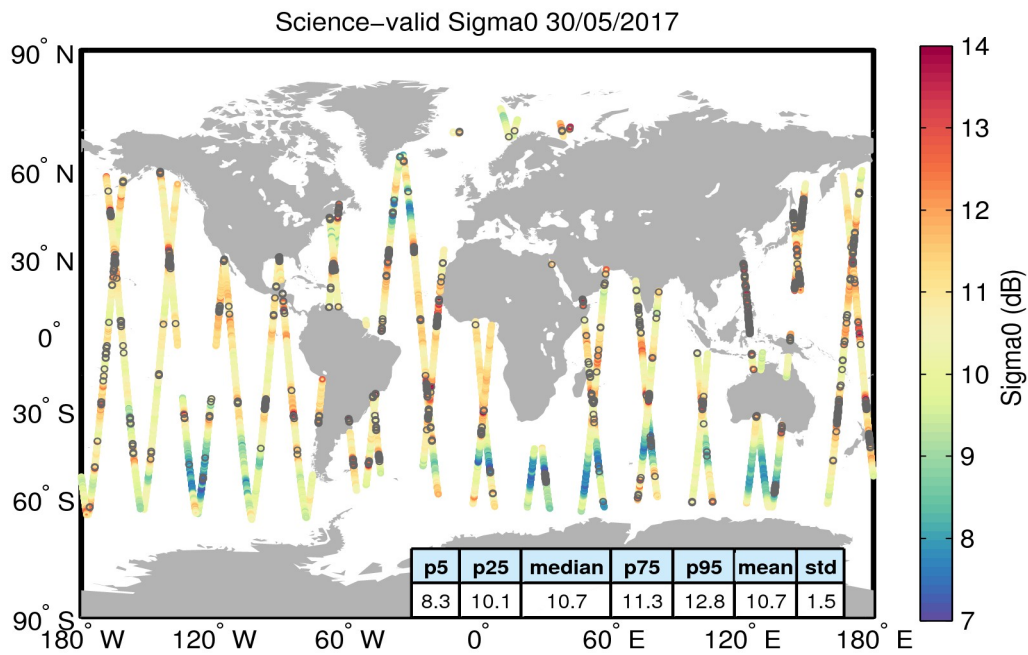 Science−valid Sigma0 30/05/2017
90° N
60° N
30° N
0°
30° S
60° S
90° S
180° W
120° W
60° W
0°
60° E
120° E
180° E
p5 p25 median p75 p95 mean std
8.3 10.1 10.7 11.3 12.8 10.7 1.5
14
13
12
11
10
9
8
7
Sigma0 (dB)